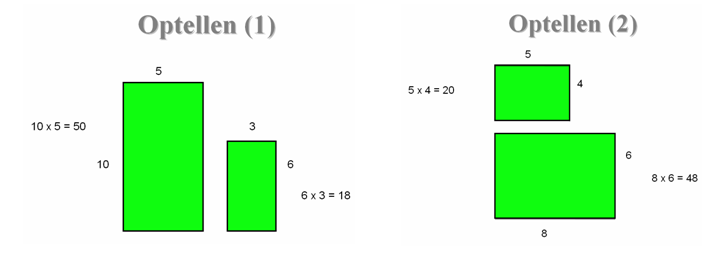 Optellen (1)
5
10 x 5 = 50
3
10
6
6 x 3 = 18
Optellen (2)
5
5 x 4 = 20
4
6
8 x 6 = 48
8